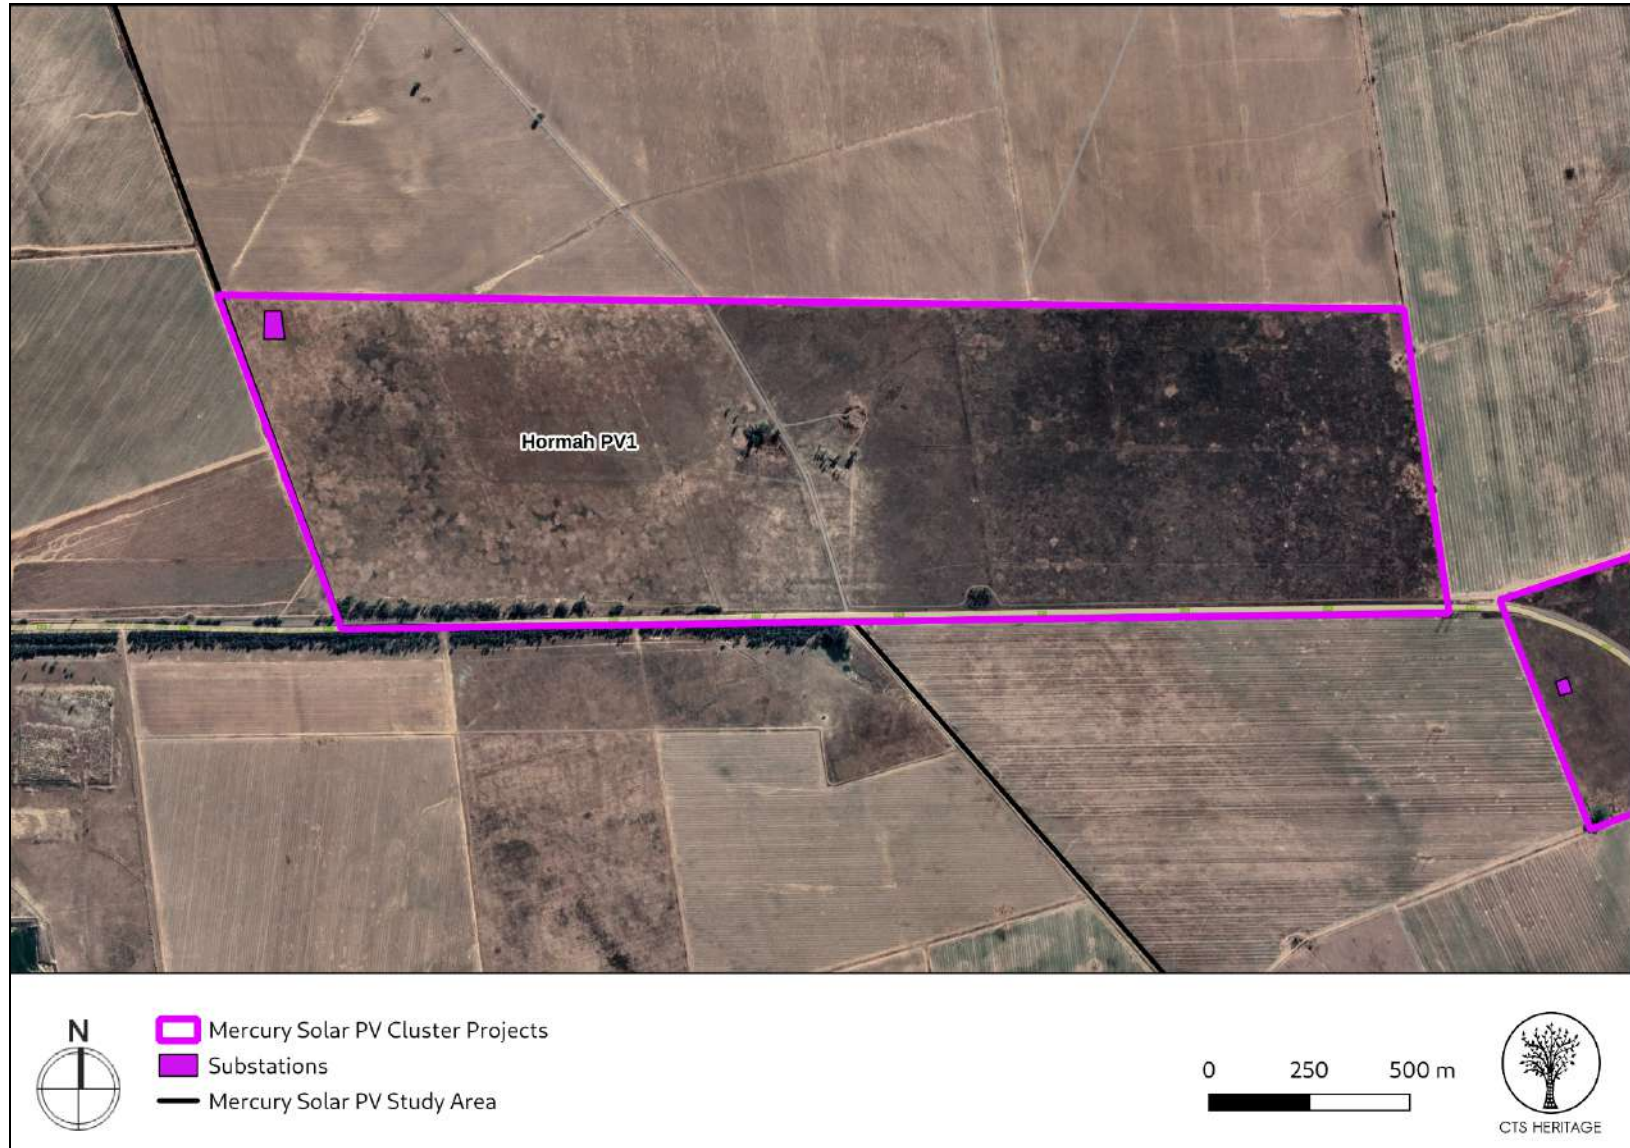 Hormah PV1
N
Mercury Solar PV Cluster Projects
Substations
Mercury Solar PV Study Area
0 250 500 m
CTS HERITAGE